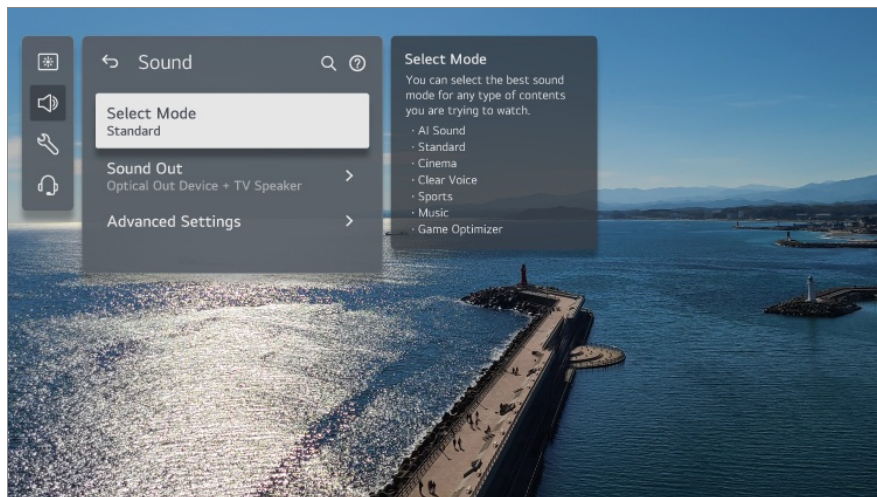 Sound
Select Mode
Standard
Sound Out
Optical Out Device + TV Speaker
Advanced Settings
Select Mode
You can select the best sound
mode for any type of contents
you are trying to watch.
· AI Sound
· Standard
· Cinema
· Clear Voice
· Sports
· Music
· Game Optimizer